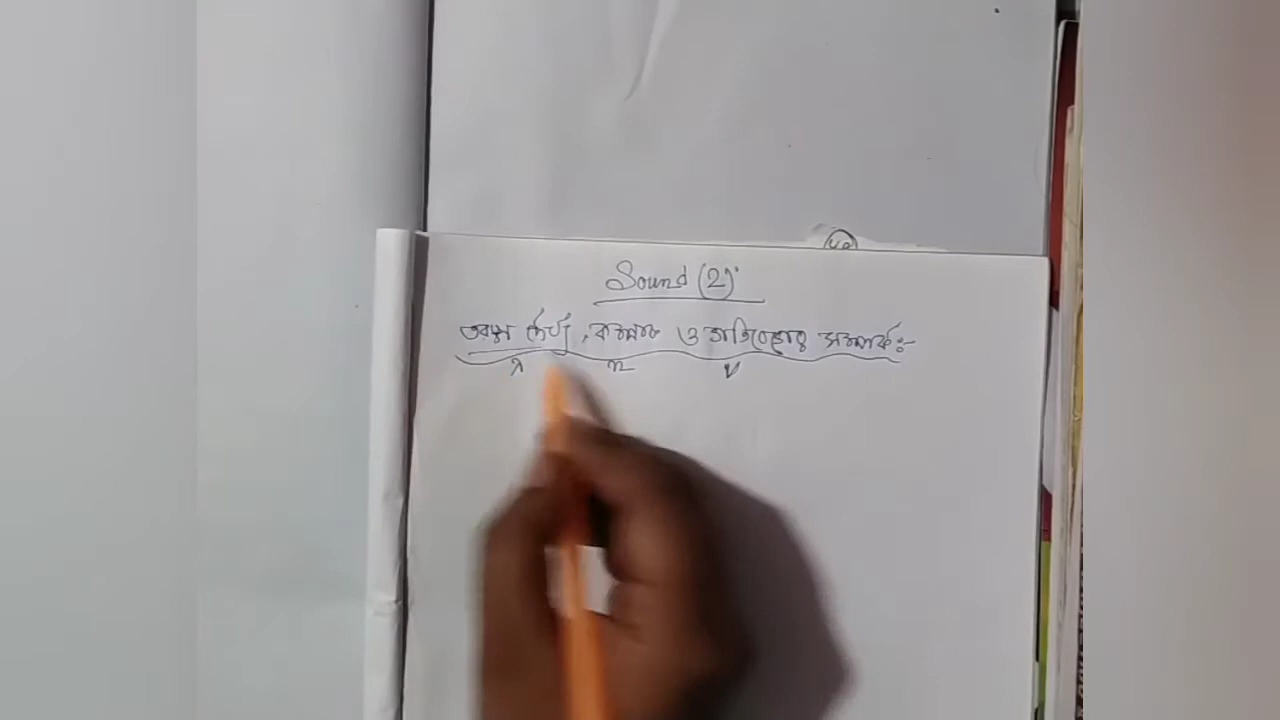 Sound (2)
তরঙ্গ দৈর্ঘ্য, কম্পাঙ্ক ও গতিবেগের সম্পর্ক:-
λ n v